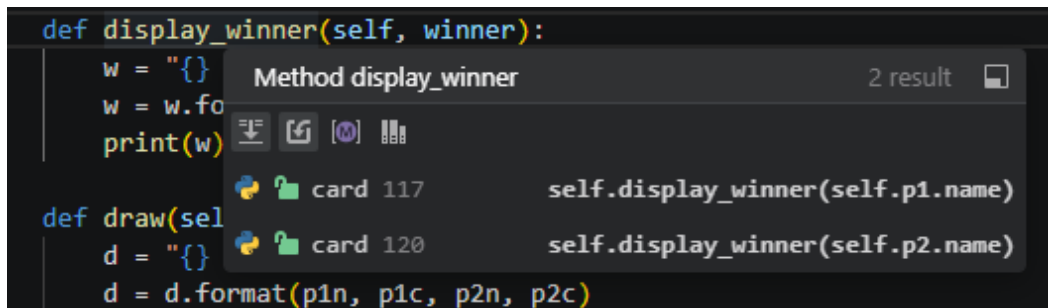 def display_winner(self, winner):
w = "{}
Method display_winner 2 result
w = w.fo
print(w)
card 117 self.display_winner(self.p1.name)
def draw(sel
card 120 self.display_winner(self.p2.name)
d = "{}
d = d.format(p1n, p1c, p2n, p2c)